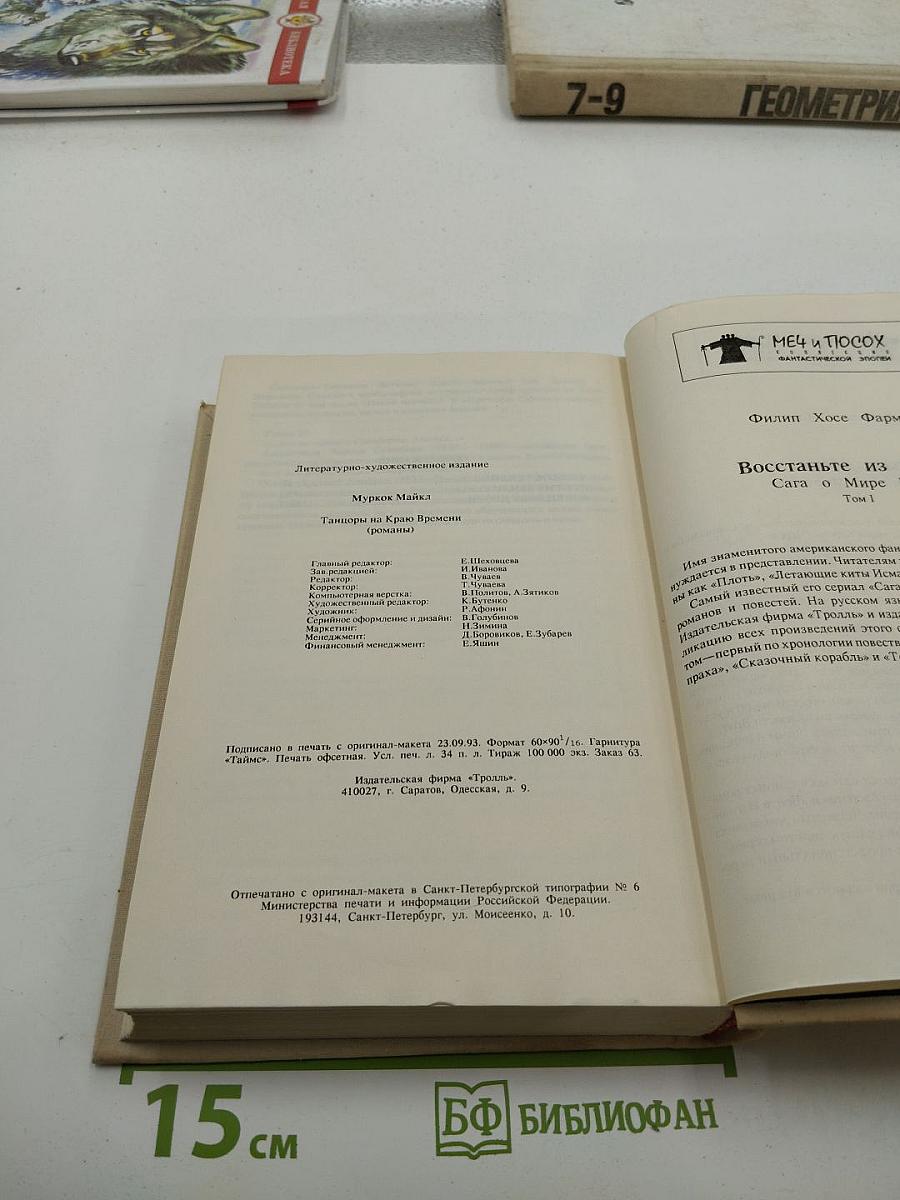 БИБЛИОТЕКА
7-9
ГЕОМЕТРИЯ
Литературно-художественное издание
Муркок Майкл
Танцоры на Краю Времени
(романы)
Главный редактор: Е.Шеховцева
Зав.редакцией: И.Иванова
Редактор: В.Чуваев
Корректор: Т.Чуваева
Компьютерная верстка: В.Политов, А.Зятиков
Художественный редактор: К.Бутенко
Художник: Р.Афонин
Серийное оформление и дизайн: В.Голубинов
Маркетинг: Н.Зимина
Менеджмент: Д.Боровиков, Е.Зубарев
Финансовый менеджмент: Е.Яшин
Подписано в печать с оригинал-макета 23.09.93. Формат 60×90¹/₁₆. Гарнитура
«Таймс». Печать офсетная. Усл. печ. л. 34 п. л. Тираж 100 000 экз. Заказ 63.
Издательская фирма «Тролль».
410027, г. Саратов, Одесская, д. 9.
Отпечатано с оригинал-макета в Санкт-Петербургской типографии № 6
Министерства печати и информации Российской Федерации.
193144, Санкт-Петербург, ул. Моисеенко, д. 10.
МЕЧ и ПОСОХ
КОЛЛЕКЦИЯ
ФАНТАСТИЧЕСКОЙ ЭПОПЕИ
Филип Хосе Фарм
Восстаньте из
Сага о Мире
Том I
Имя знаменитого американского фан
нуждается в представлении. Читателям
ны как «Плоть», «Летающие киты Исма
Самый известный его сериал «Сага
романов и повестей. На русском язы
Издательская фирма «Тролль» и изда
ликацию всех произведений этого с
том—первый по хронологии повеств
праха», «Сказочный корабль» и «Т
15 см
БФ БИБЛИОФАН